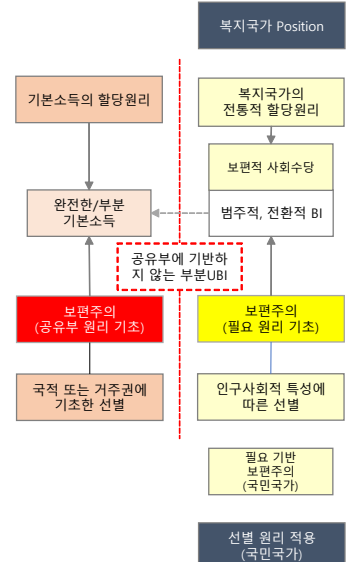 복지국가 Position
기본소득의 할당원리
복지국가의
전통적 할당원리
보편적 사회수당
완전한/부분
기본소득
범주적, 전환적 BI
공유부에 기반하
지 않는 부분UBI
보편주의
(공유부 원리 기초)
보편주의
(필요 원리 기초)
국적 또는 거주권에
기초한 선별
인구사회적 특성에
따른 선별
필요 기반
보편주의
(국민국가)
선별 원리 적용
(국민국가)